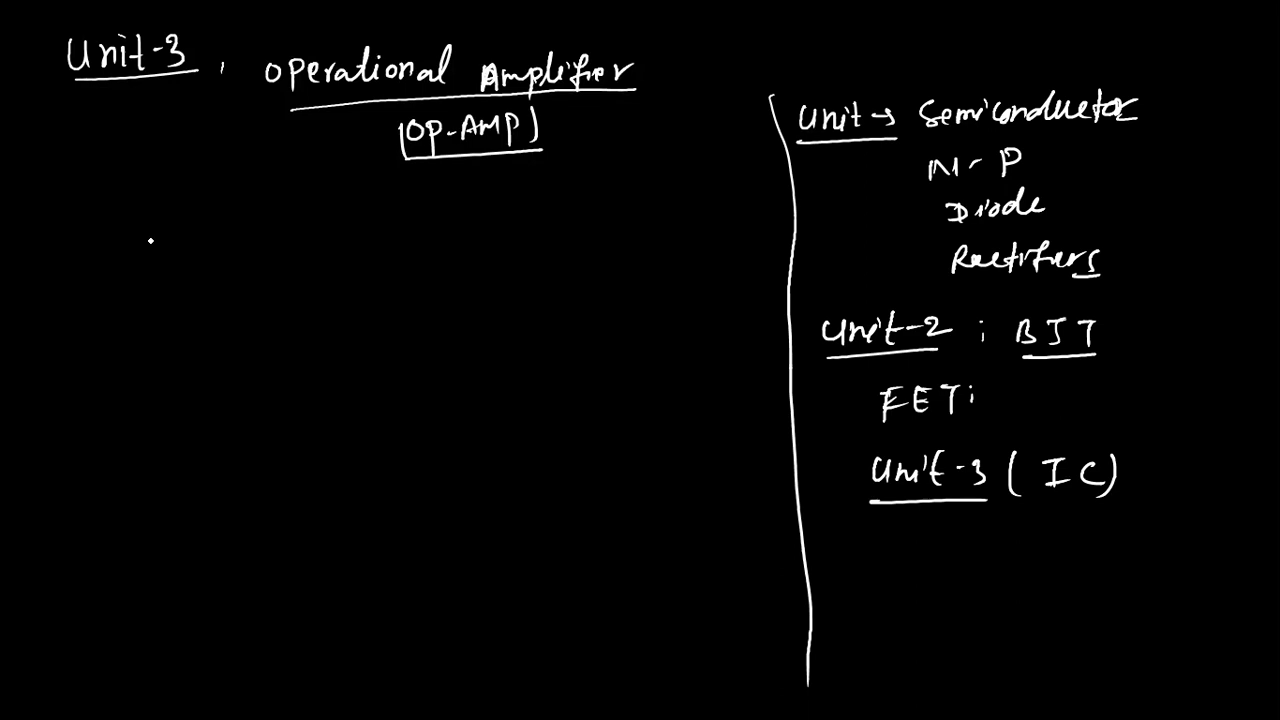 Unit-3 , Operational Amplifier
(OP-AMP)
Unit → Semiconductor
N - P
Diode
Rectifiers
Unit-2 ; BJT
FET;
Unit-3 ( IC)